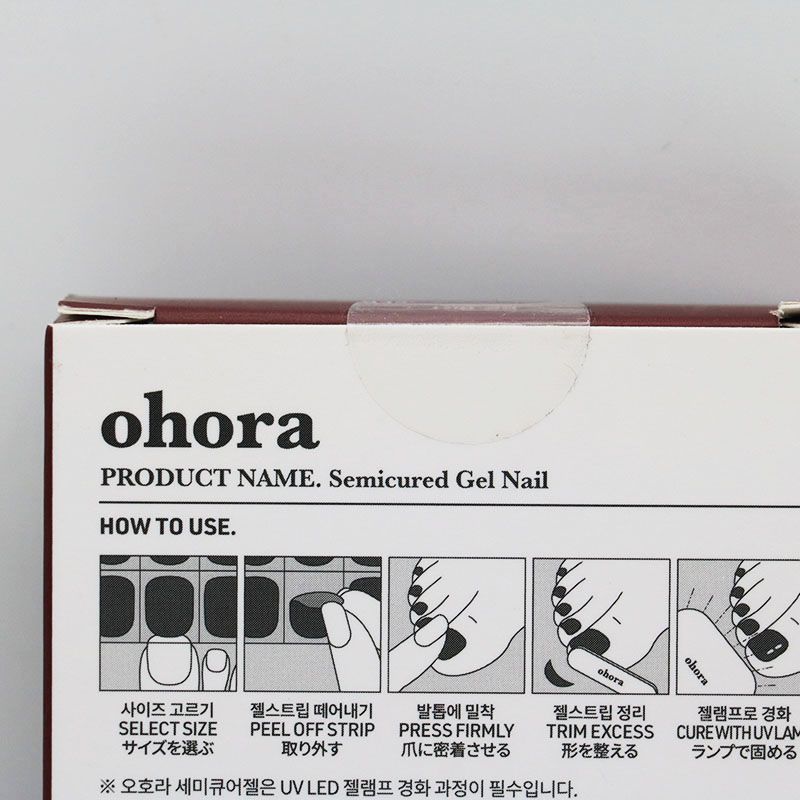 ohora
PRODUCT NAME. Semicured Gel Nail
HOW TO USE.
ohora
ohora
사이즈 고르기
SELECT SIZE
サイズを選ぶ
젤스트립 떼어내기
PEEL OFF STRIP
取り外す
발톱에 밀착
PRESS FIRMLY
爪に密着させる
젤스트립 정리
TRIM EXCESS
形を整える
젤램프로 경화
CURE WITH UV LAM
ランプで固める
※ 오호라 세미큐어젤은 UV LED 젤램프 경화 과정이 필수입니다.